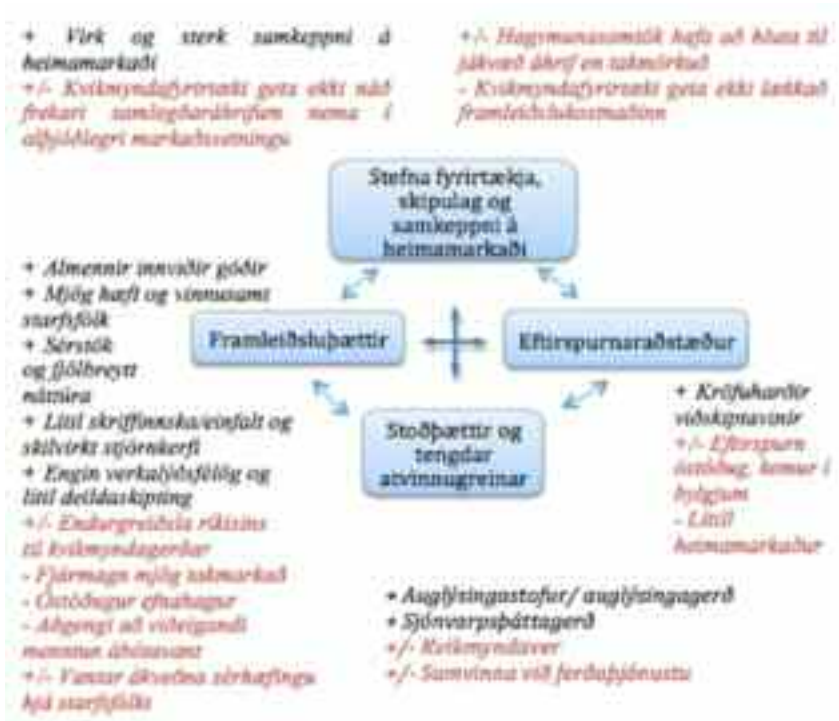 + Virk og sterk samkeppni á
heimamarkaði
+/- Kvikmyndafyrirtæki geta ekki náð
frekari samlegðaráhrifum nema í
alþjóðlegri markaðssetningu
+/- Hagsmunasamtök hafa að hluta til
jákvæð áhrif en takmörkuð
- Kvikmyndafyrirtæki geta ekki lækkað
framleiðslukostnaðinn
Stefna fyrirtækja,
skipulag og
samkeppni á
heimamarkaði
+ Almennir innviðir góðir
+ Mjög hæft og vinnusamt
starfsfólk
+ Sérstök
og fjölbreytt
náttúra
+ Lítil skriffinnska/einfalt og
skilvirkt stjórnkerfi
+ Engin verkalýðsfélög og
lítil deildaskipting
+/- Endurgreiðsla ríkisins
til kvikmyndagerðar
- Fjármagn mjög takmarkað
- Óstöðugur efnahagur
- Aðgengi að viðeigandi
menntun ábótavant
+/- Vantar ákveðna sérhæfingu
hjá starfsfólki
Framleiðsluþættir
Eftirspurnaraðstæður
Stoðþættir og
tengdar
atvinnugreinar
+ Kröfuharðir
viðskiptavinir
+/- Eftirspurn
óstöðug, kemur í
bylgjum
- Lítill
heimamarkaður
+ Auglýsingastofur/ auglýsingagerð
+ Sjónvarpsþáttagerð
+/- Kvikmyndaver
+/- Samvinna við ferðaþjónustu